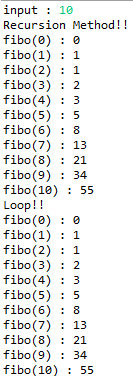 input : 10
Recursion Method!!
fibo(0) : 0
fibo(1) : 1
fibo(2) : 1
fibo(3) : 2
fibo(4) : 3
fibo(5) : 5
fibo(6) : 8
fibo(7) : 13
fibo(8) : 21
fibo(9) : 34
fibo(10) : 55
Loop!!
fibo(0) : 0
fibo(1) : 1
fibo(2) : 1
fibo(3) : 2
fibo(4) : 3
fibo(5) : 5
fibo(6) : 8
fibo(7) : 13
fibo(8) : 21
fibo(9) : 34
fibo(10) : 55